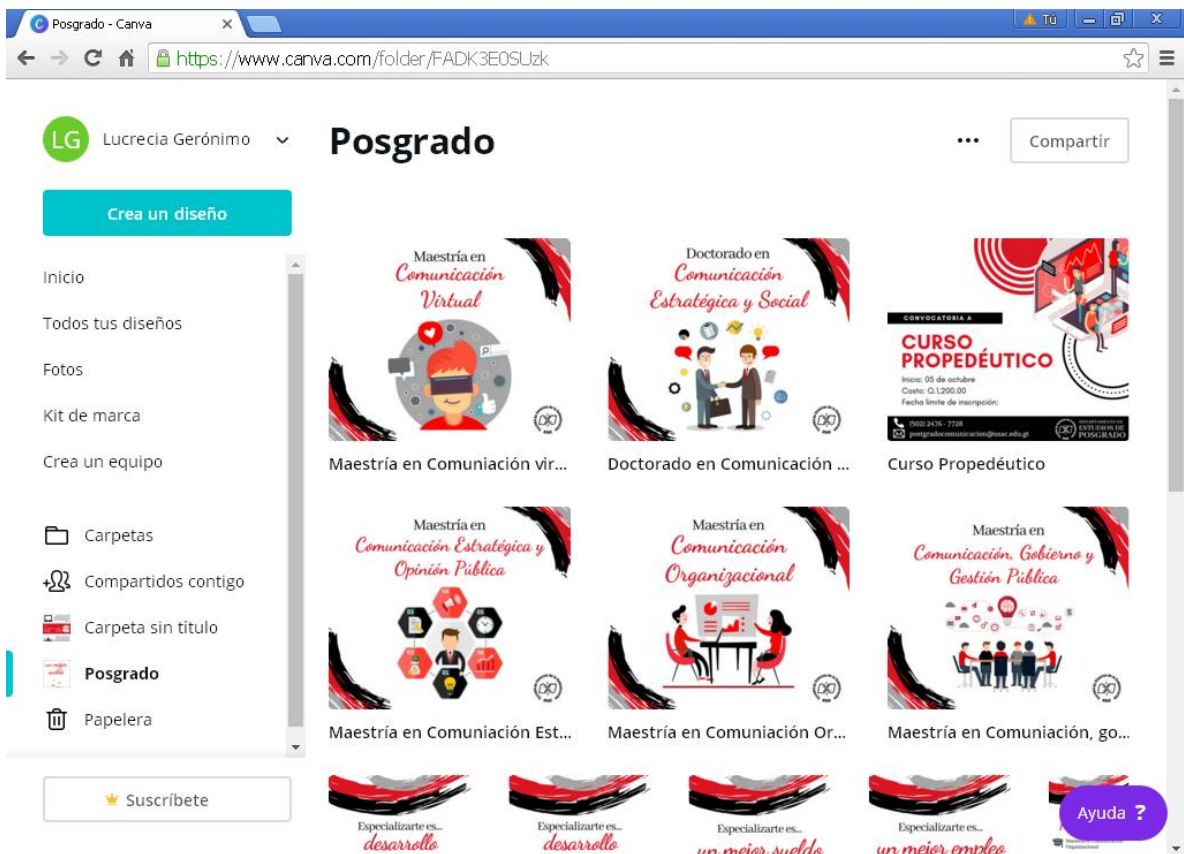 Posgrado - Canva
Tú
https://www.canva.com/folder/FADK3E0SUzk
LG
Lucrecia Gerónimo
Posgrado
Compartir
Crea un diseño
Inicio
Todos tus diseños
Fotos
Kit de marca
Crea un equipo
Carpetas
Compartidos contigo
Carpeta sin título
Posgrado
Papelera
Suscríbete
Maestría en
Comunicación
Virtual
Maestría en Comuniación vir...
Doctorado en
Comunicación
Estratégica y Social
Doctorado en Comunicación ...
CONVOCATORIA A
CURSO
PROPEDÉUTICO
Inicio: 05 de octubre
Costo: Q.1,200.00
Fecha límite de inscripción:
(502) 2476 - 7728
postgradocomunicacion@usac.edu.gt
DEPARTAMENTO DE
ESTUDIOS DE
POSGRADO
Curso Propedéutico
Maestría en
Comunicación Estratégica y
Opinión Pública
Maestría en Comuniación Est...
Maestría en
Comunicación
Organizacional
Maestría en Comuniación Or...
Maestría en
Comunicación, Gobierno y
Gestión Pública
Maestría en Comuniación, go...
Especializarte es...
desarrollo
Especializarte es...
desarrollo
Especializarte es...
un mejor sueldo
Especializarte es...
un mejor empleo
Ayuda ?